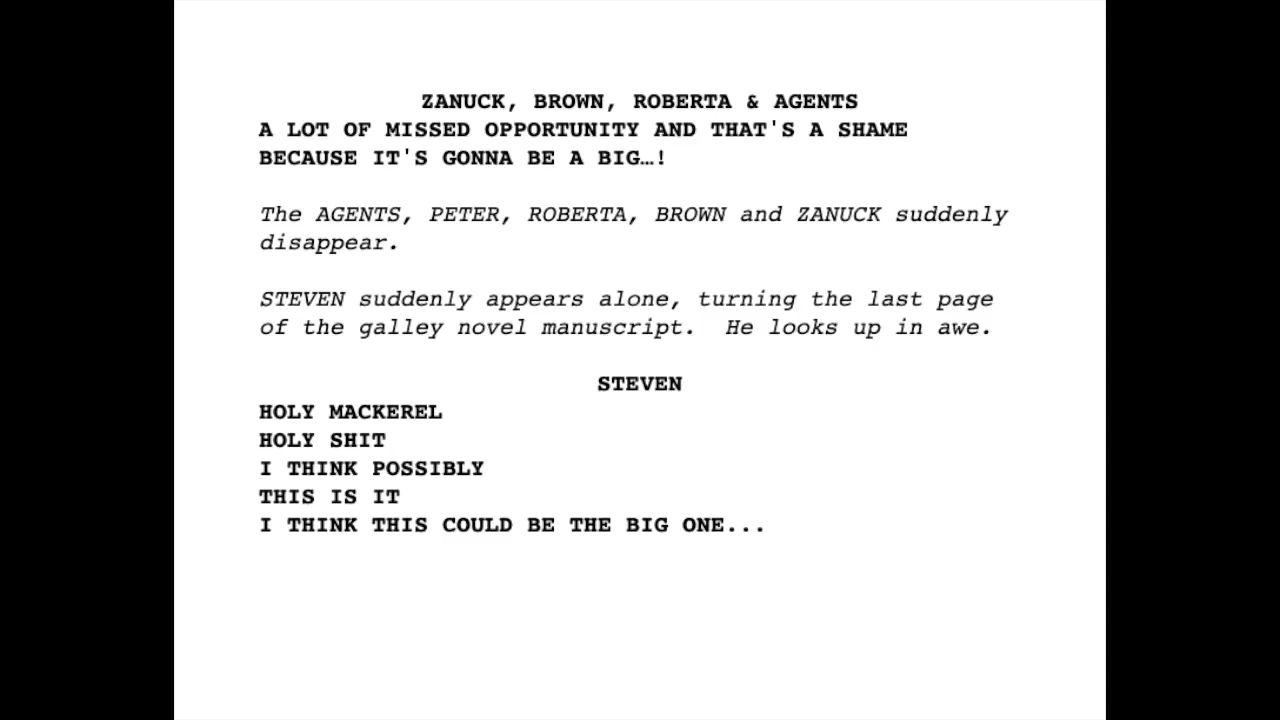 ZANUCK, BROWN, ROBERTA & AGENTS
A LOT OF MISSED OPPORTUNITY AND THAT'S A SHAME
BECAUSE IT'S GONNA BE A BIG…!
The AGENTS, PETER, ROBERTA, BROWN and ZANUCK suddenly
disappear.
STEVEN suddenly appears alone, turning the last page
of the galley novel manuscript.  He looks up in awe.
STEVEN
HOLY MACKEREL
HOLY SHIT
I THINK POSSIBLY
THIS IS IT
I THINK THIS COULD BE THE BIG ONE...